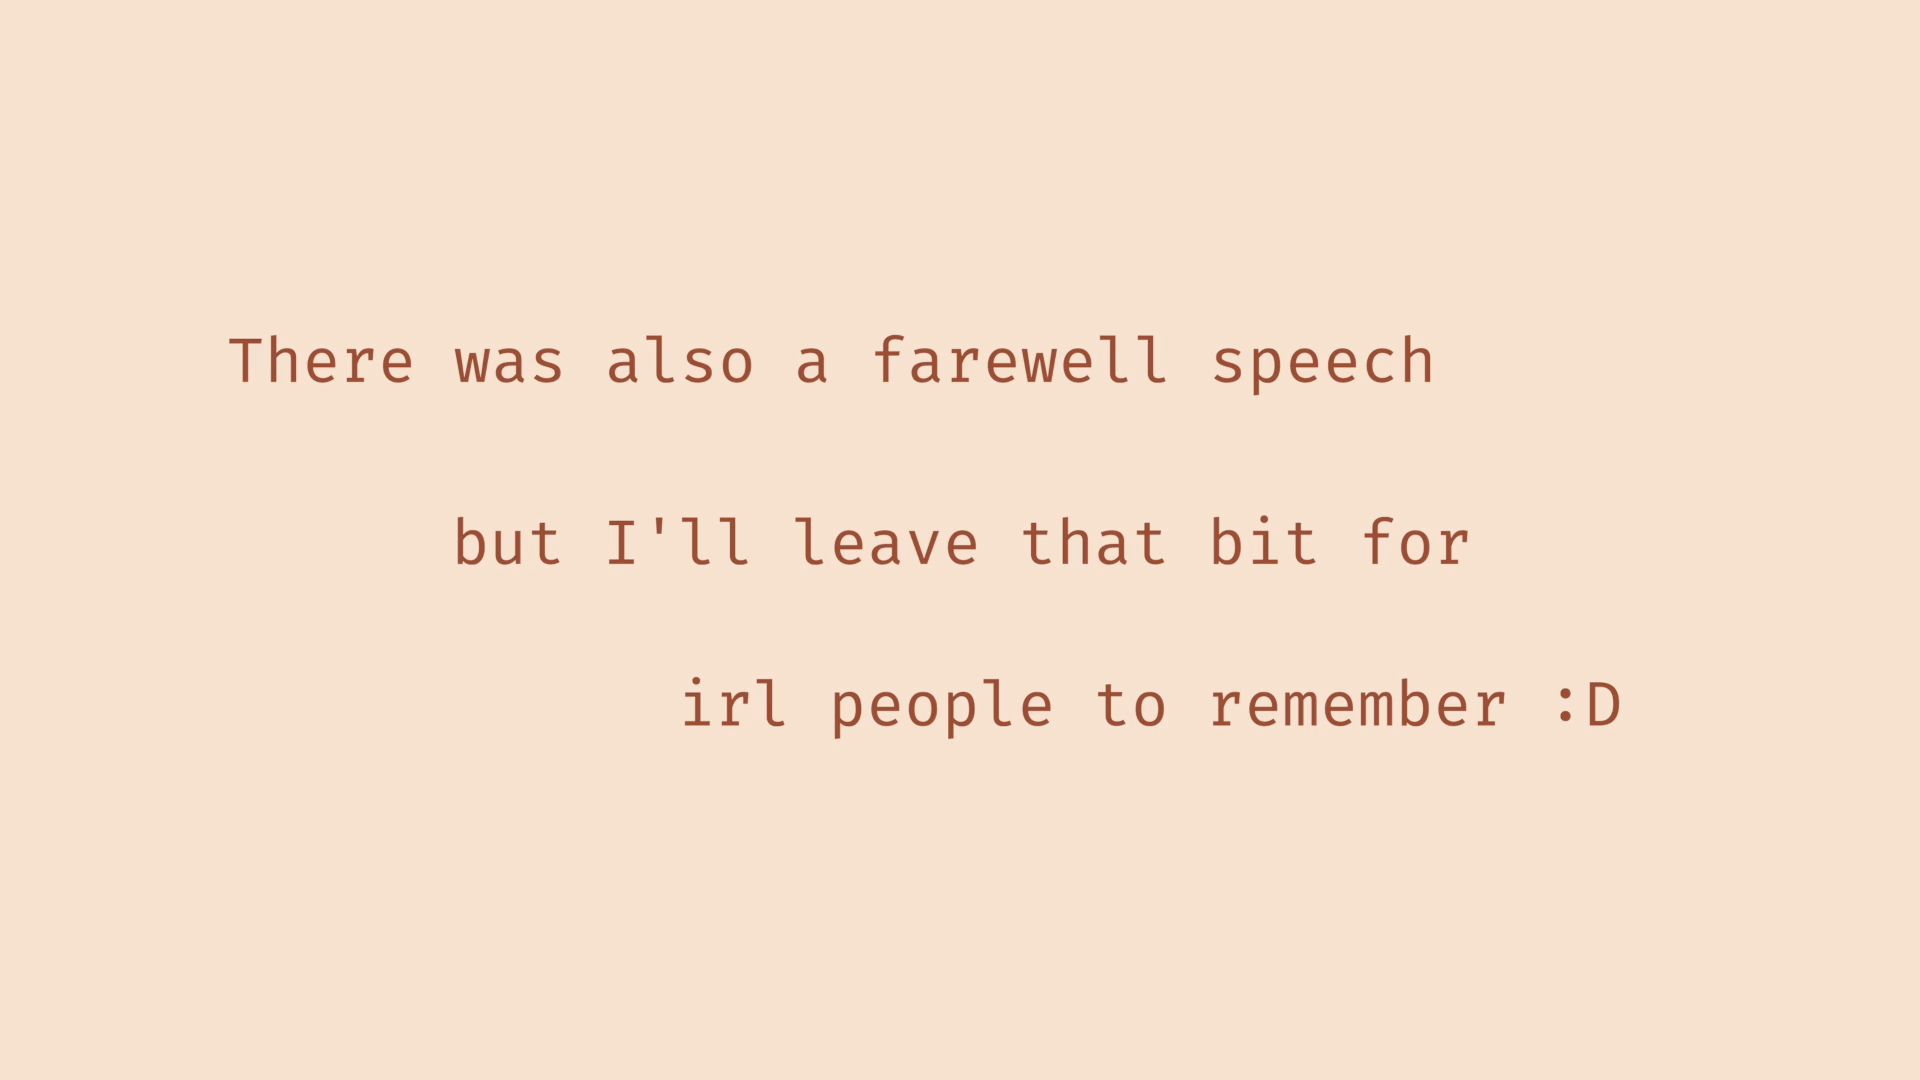 There was also a farewell speech
but I'll leave that bit for
irl people to remember :D